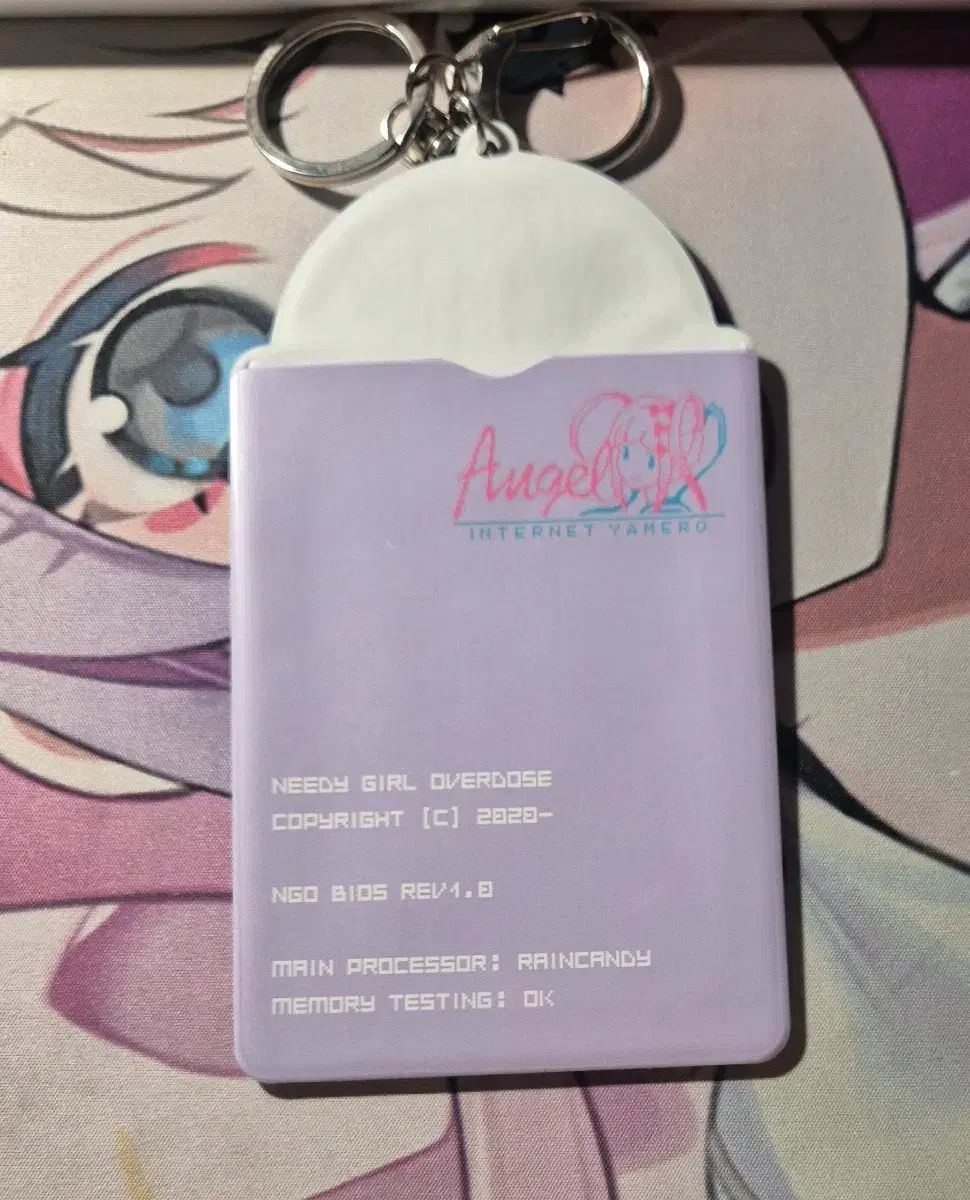 Angel
INTERNET YAMERO
NEEDY GIRL OVERDOSE
COPYRIGHT [C] 2020-
NGO BIOS REV1.0
MAIN PROCESSOR: RAINCANDY
MEMORY TESTING: OK